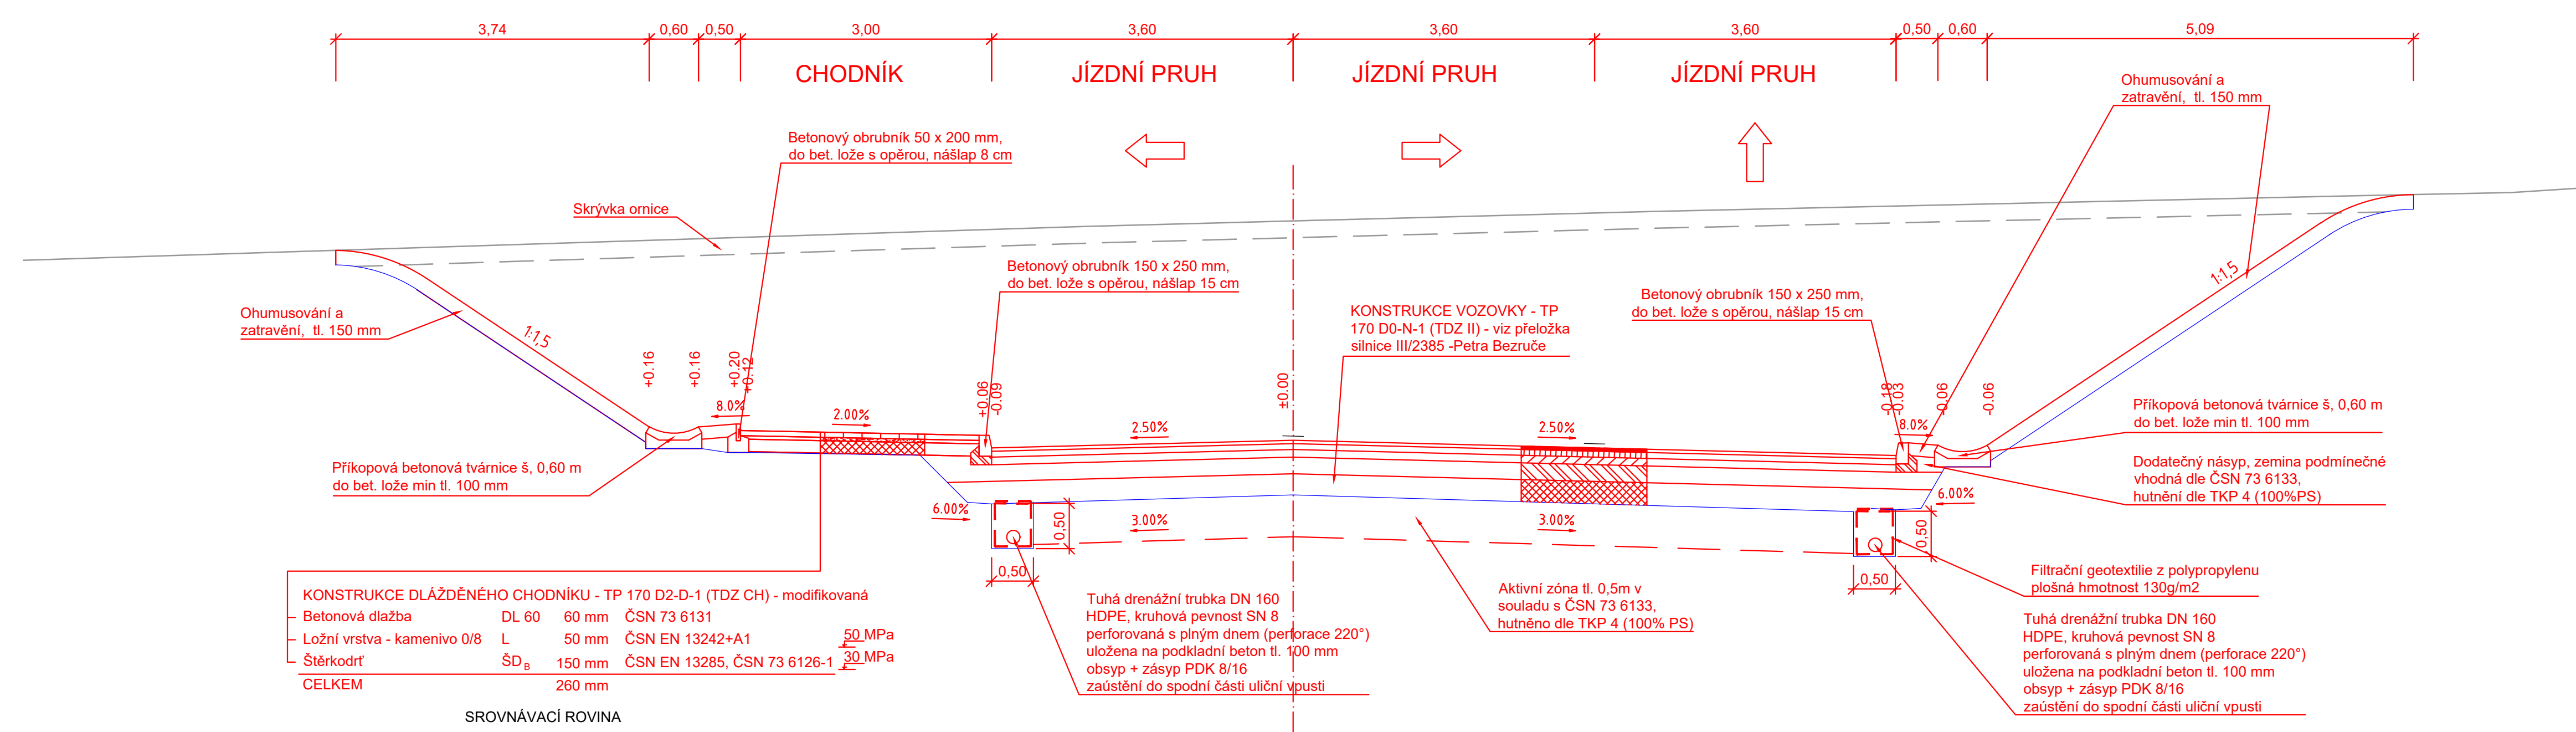 3,74 0,60 0,50 3,00 3,60 3,60 3,60 0,50 0,60 5,09
CHODNÍK JÍZDNÍ PRUH JÍZDNÍ PRUH JÍZDNÍ PRUH
Ohumusování a
zatravění, tl. 150 mm
Betonový obrubník 50 x 200 mm,
do bet. lože s opěrou, nášlap 8 cm
Skrývka ornice
Betonový obrubník 150 x 250 mm,
do bet. lože s opěrou, nášlap 15 cm
Betonový obrubník 150 x 250 mm,
do bet. lože s opěrou, nášlap 15 cm
Ohumusování a
zatravění, tl. 150 mm
KONSTRUKCE VOZOVKY - TP
170 D0-N-1 (TDZ II) - viz přeložka
silnice III/2385 -Petra Bezruče
1:1,5
1:1,5
+0.16 +0.16 +0.20 +0.12 +0.06 -0.09 ±0.00 -0.18 -0.03 -0.06 -0.06
8.0% 2.00% 2.50% 2.50% 8.0%
Příkopová betonová tvárnice š, 0,60 m
do bet. lože min tl. 100 mm
Příkopová betonová tvárnice š, 0,60 m
do bet. lože min tl. 100 mm
Dodatečný násyp, zemina podmínečné
vhodná dle ČSN 73 6133,
hutnění dle TKP 4 (100%PS)
6.00% 0,50 3.00% 3.00% 0,50 6.00%
0,50 0,50
Filtrační geotextilie z polypropylenu
plošná hmotnost 130g/m2
Aktivní zóna tl. 0,5m v
souladu s ČSN 73 6133,
hutněno dle TKP 4 (100% PS)
KONSTRUKCE DLÁŽDĚNÉHO CHODNÍKU - TP 170 D2-D-1 (TDZ CH) - modifikovaná
Betonová dlažba DL 60 60 mm ČSN 73 6131
Ložní vrstva - kamenivo 0/8 L 50 mm ČSN EN 13242+A1 50 MPa
Štěrkodrť ŠDB 150 mm ČSN EN 13285, ČSN 73 6126-1 30 MPa
CELKEM 260 mm
Tuhá drenážní trubka DN 160
HDPE, kruhová pevnost SN 8
perforovaná s plným dnem (perforace 220°)
uložena na podkladní beton tl. 100 mm
obsyp + zásyp PDK 8/16
zaústění do spodní části uliční vpusti
Tuhá drenážní trubka DN 160
HDPE, kruhová pevnost SN 8
perforovaná s plným dnem (perforace 220°)
uložena na podkladní beton tl. 100 mm
obsyp + zásyp PDK 8/16
zaústění do spodní části uliční vpusti
SROVNÁVACÍ ROVINA